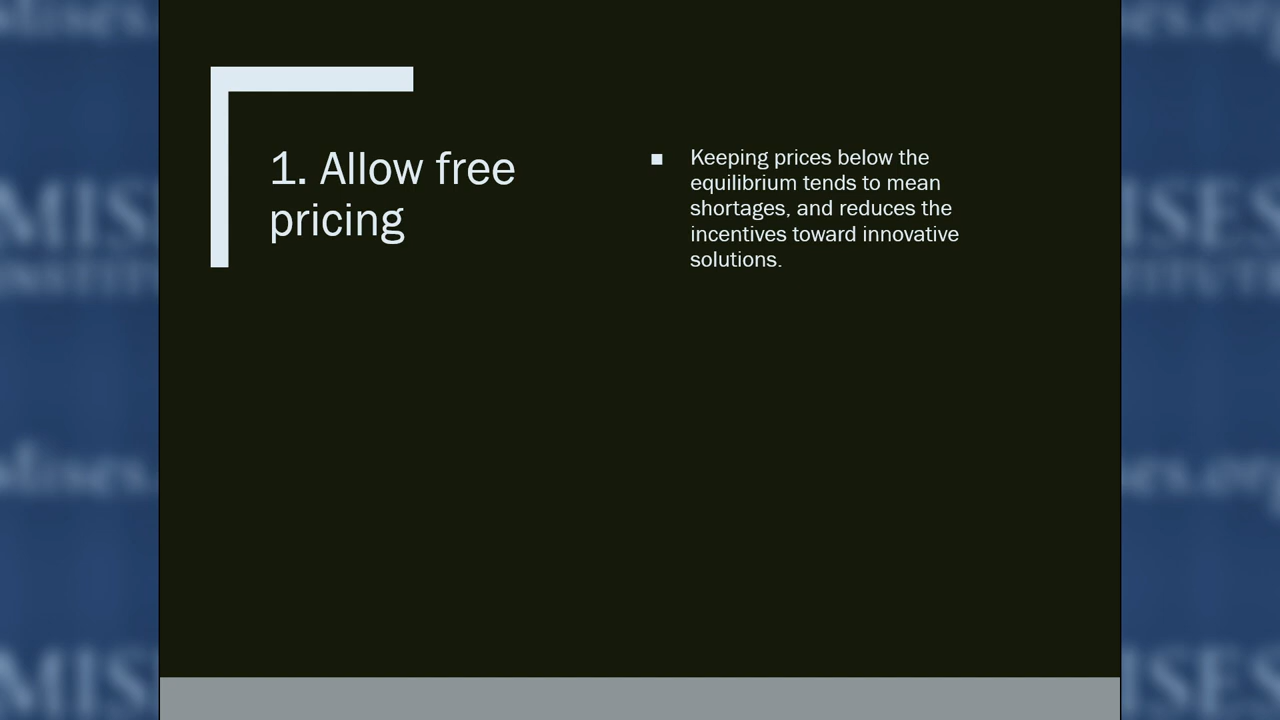 1. Allow free
pricing
Keeping prices below the
equilibrium tends to mean
shortages, and reduces the
incentives toward innovative
solutions.